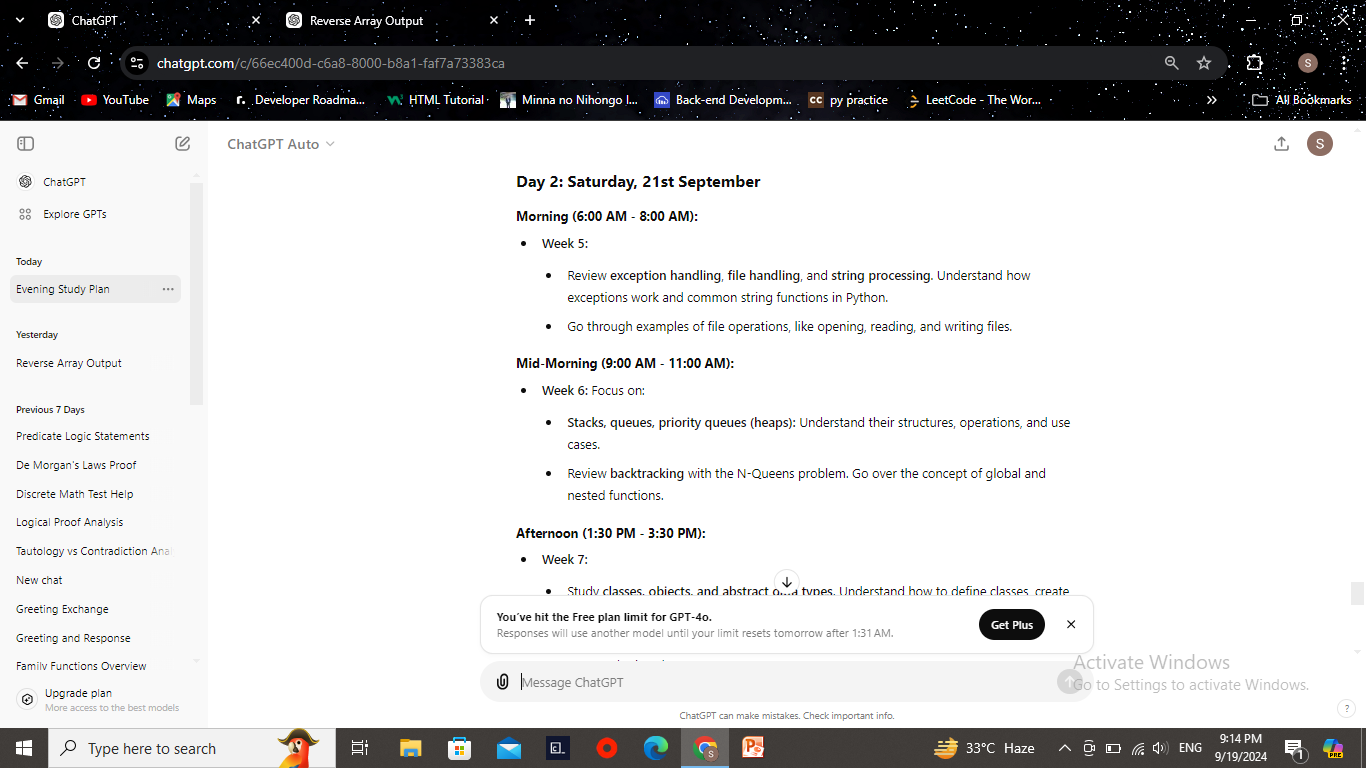 ChatGPT
Reverse Array Output
chatgpt.com/c/66ec400d-c6a8-8000-b8a1-faf7a73383ca
S
Gmail
YouTube
Maps
r. Developer Roadma...
HTML Tutorial
Minna no Nihongo I...
Back-end Developm...
cc py practice
LeetCode - The Wor...
All Bookmarks
ChatGPT Auto
S
ChatGPT
Explore GPTs
Today
Evening Study Plan
Yesterday
Reverse Array Output
Previous 7 Days
Predicate Logic Statements
De Morgan's Laws Proof
Discrete Math Test Help
Logical Proof Analysis
Tautology vs Contradiction Ana
New chat
Greeting Exchange
Greeting and Response
Family Functions Overview
Upgrade plan
More access to the best models
Day 2: Saturday, 21st September
Morning (6:00 AM - 8:00 AM):
• Week 5:
• Review exception handling, file handling, and string processing. Understand how
exceptions work and common string functions in Python.
• Go through examples of file operations, like opening, reading, and writing files.
Mid-Morning (9:00 AM - 11:00 AM):
• Week 6: Focus on:
• Stacks, queues, priority queues (heaps): Understand their structures, operations, and use
cases.
• Review backtracking with the N-Queens problem. Go over the concept of global and
nested functions.
Afternoon (1:30 PM - 3:30 PM):
• Week 7:
• Study classes, objects, and abstract types. Understand how to define classes, create
You've hit the Free plan limit for GPT-4o.
Responses will use another model until your limit resets tomorrow after 1:31 AM.
Get Plus
Message ChatGPT
ChatGPT can make mistakes. Check important info.
?
Activate Windows
Go to Settings to activate Windows.
Type here to search
33°C Haze
ENG
9:14 PM
9/19/2024
1
PRE